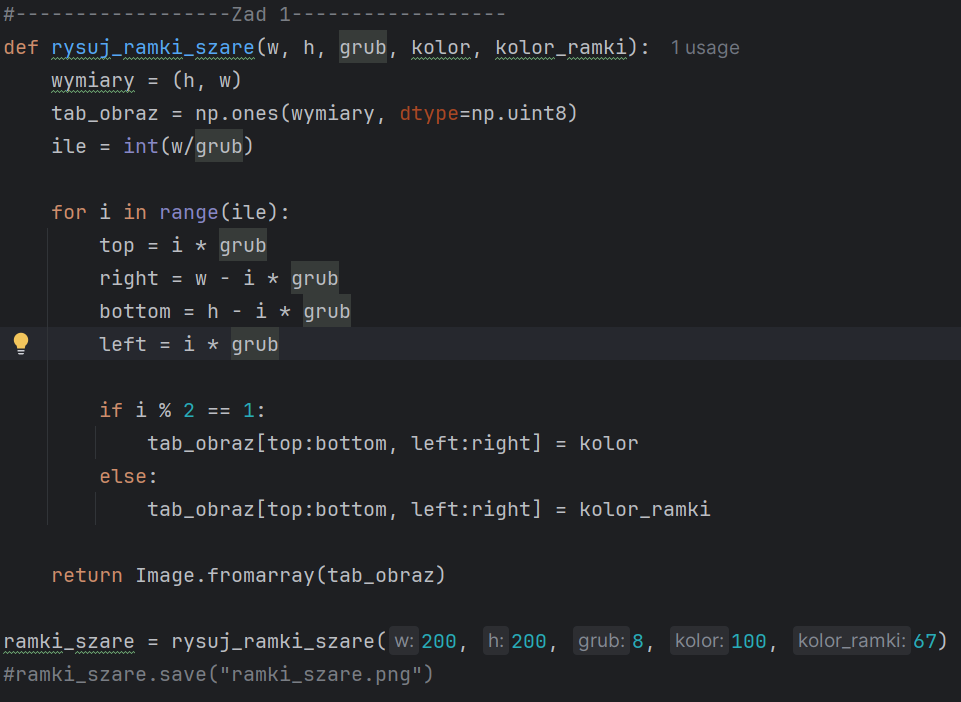 #------------------Zad 1------------------
def rysuj_ramki_szare(w, h, grub, kolor, kolor_ramki): 1 usage
    wymiary = (h, w)
    tab_obraz = np.ones(wymiary, dtype=np.uint8)
    ile = int(w/grub)
    for i in range(ile):
        top = i * grub
        right = w - i * grub
        bottom = h - i * grub
        left = i * grub
        if i % 2 == 1:
            tab_obraz[top:bottom, left:right] = kolor
        else:
            tab_obraz[top:bottom, left:right] = kolor_ramki
    return Image.fromarray(tab_obraz)
ramki_szare = rysuj_ramki_szare( w: 200, h: 200, grub: 8, kolor: 100, kolor_ramki: 67)
#ramki_szare.save("ramki_szare.png")